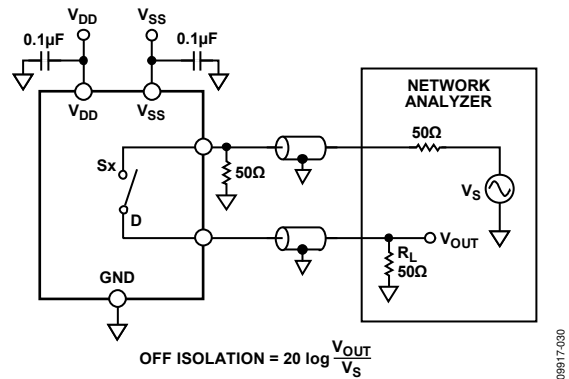 VDD VSS
0.1µF 0.1µF
VDD VSS
NETWORK
ANALYZER
50Ω
Sx
50Ω
VS
D
VOUT
RL
50Ω
GND
OFF ISOLATION = 20 log VOUT/VS
09917-030